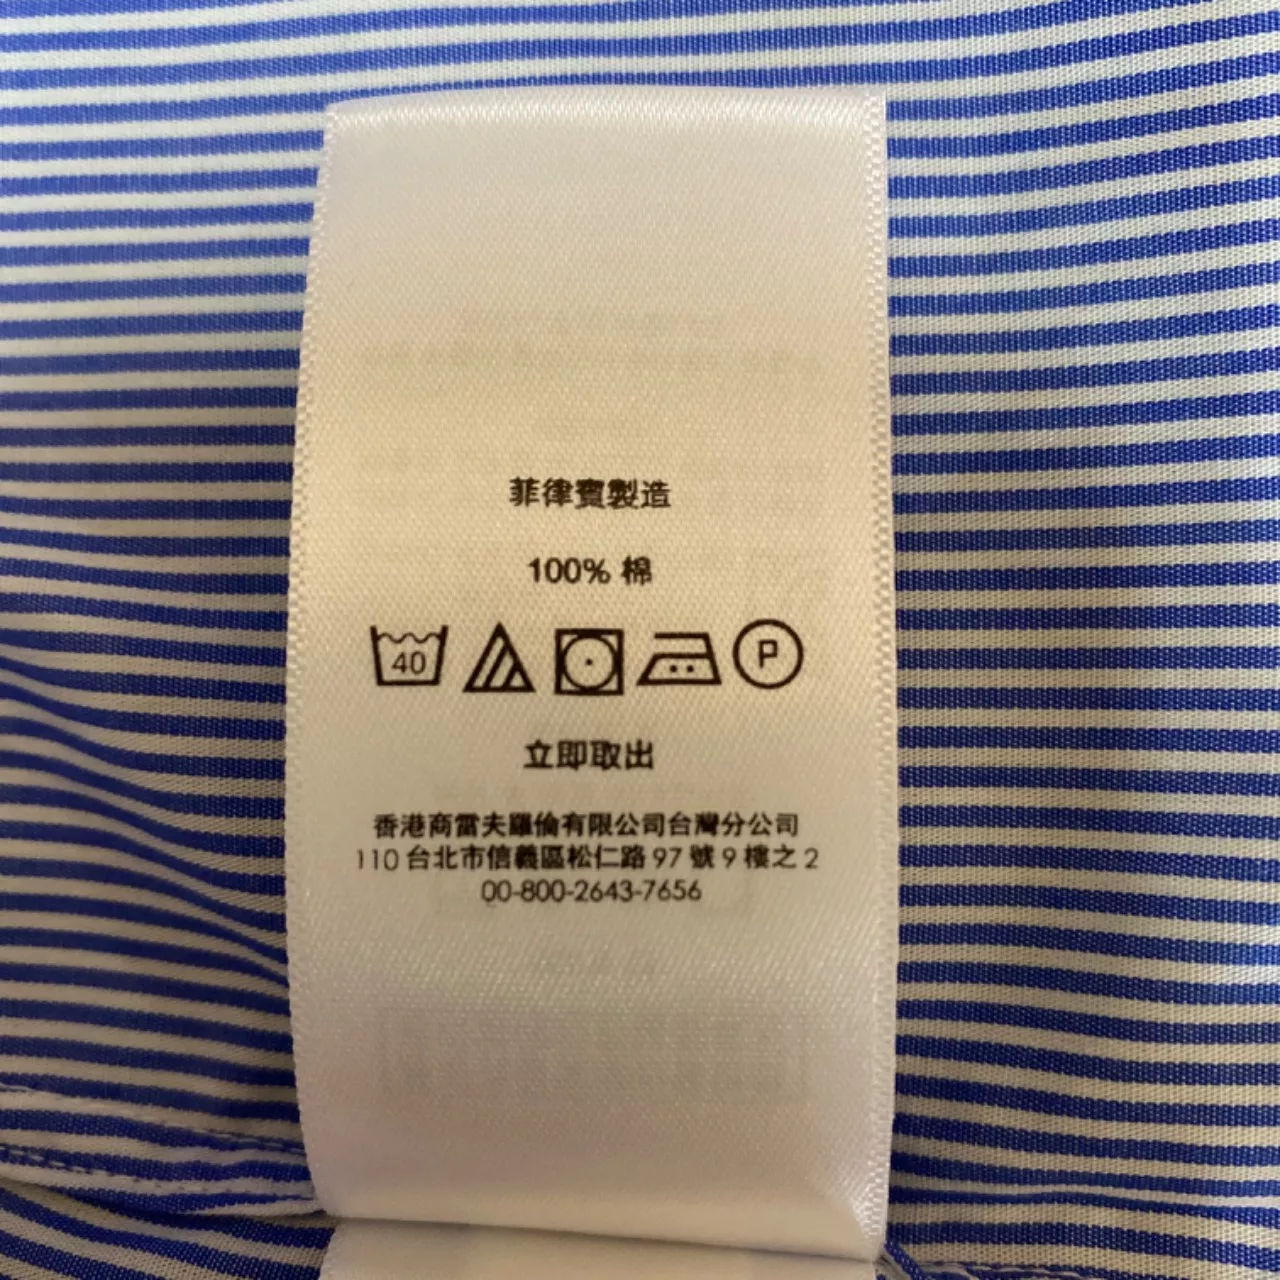 菲律賓製造
100% 棉
40 P
立即取出
香港商雷夫羅倫有限公司台灣分公司
110 台北市信義區松仁路 97 號 9 樓之 2
00-800-2643-7656